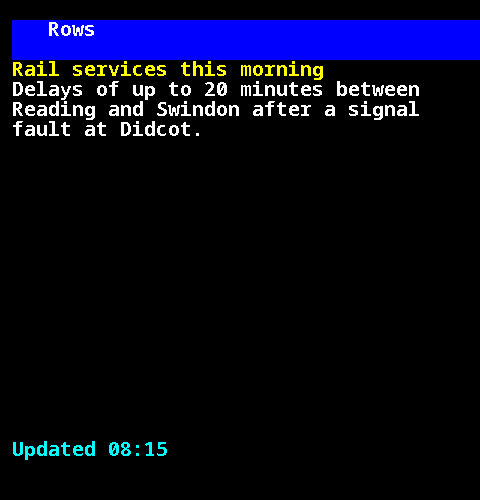 Rows
Rail services this morning
Delays of up to 20 minutes between
Reading and Swindon after a signal
fault at Didcot.
Updated 08:15